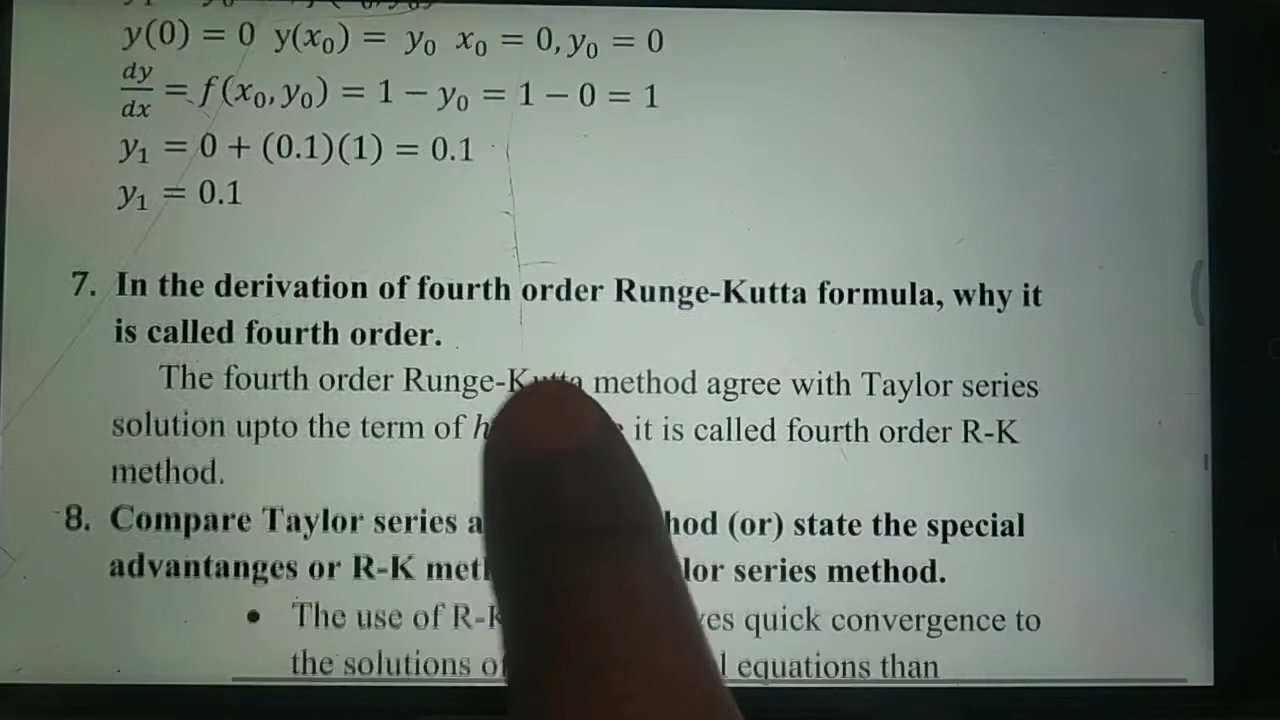 y(0) = 0 y(x₀) = y₀ x₀ = 0, y₀ = 0
dy/dx = f(x₀, y₀) = 1 − y₀ = 1 − 0 = 1
y₁ = 0 + (0.1)(1) = 0.1
y₁ = 0.1
7. In the derivation of fourth order Runge-Kutta formula, why it
is called fourth order.
The fourth order Runge-Kutta method agree with Taylor series
solution upto the term of h it is called fourth order R-K
method.
8. Compare Taylor series (or) state the special
advantanges or R-K series method.
• The use of quick convergence to
the solutions equations than